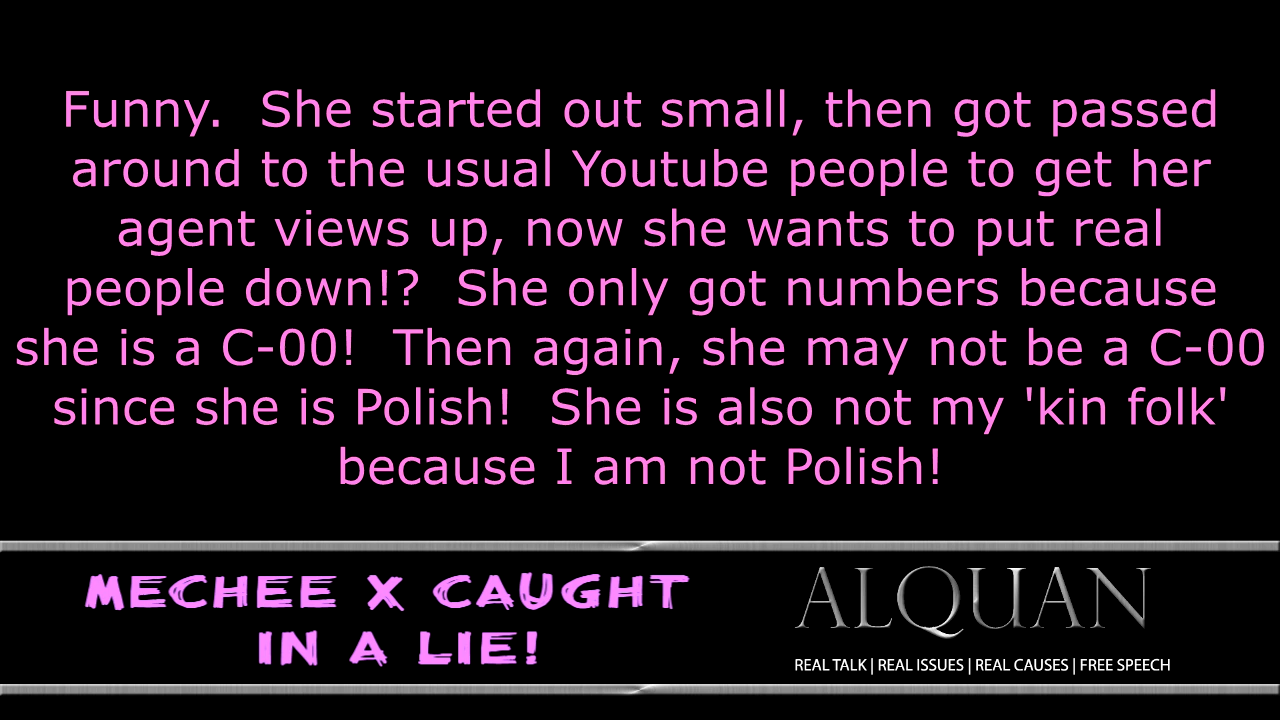 Funny.  She started out small, then got passed
around to the usual Youtube people to get her
agent views up, now she wants to put real
people down!?  She only got numbers because
she is a C-00!  Then again, she may not be a C-00
since she is Polish!  She is also not my 'kin folk'
because I am not Polish!
MECHEE X CAUGHT
IN A LIE!
ALQUAN
REAL TALK | REAL ISSUES | REAL CAUSES | FREE SPEECH